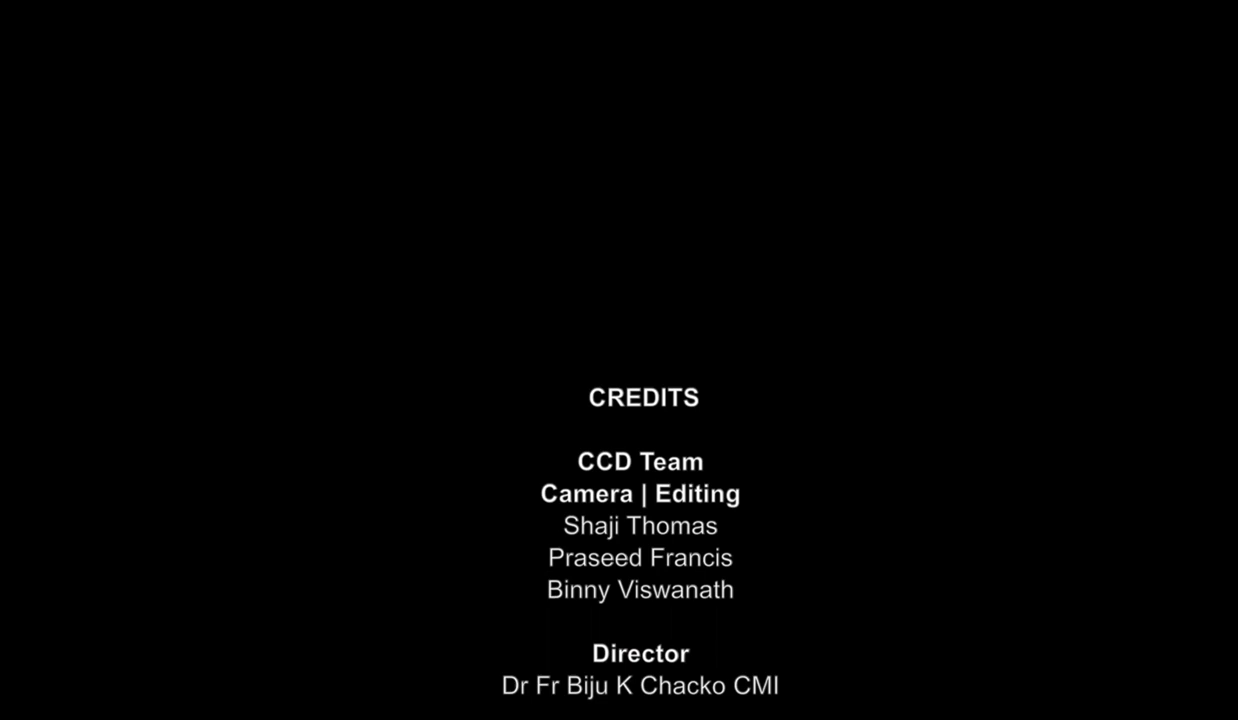 CREDITS
CCD Team
Camera | Editing
Shaji Thomas
Praseed Francis
Binny Viswanath
Director
Dr Fr Biju K Chacko CMI